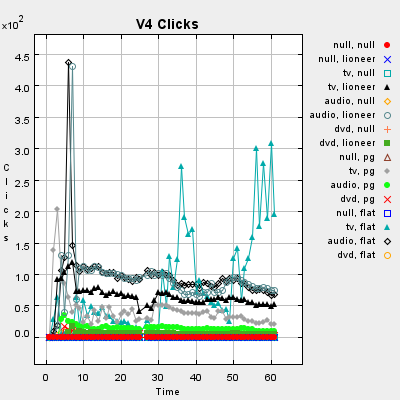 V4 Clicks
x10²
4.5
4.0
3.5
3.0
2.5
2.0
1.5
1.0
0.5
0.0
Clicks
0 10 20 30 40 50 60
Time
null, null
null, lioneer
tv, null
tv, lioneer
audio, null
audio, lioneer
dvd, null
dvd, lioneer
null, pg
tv, pg
audio, pg
dvd, pg
null, flat
tv, flat
audio, flat
dvd, flat